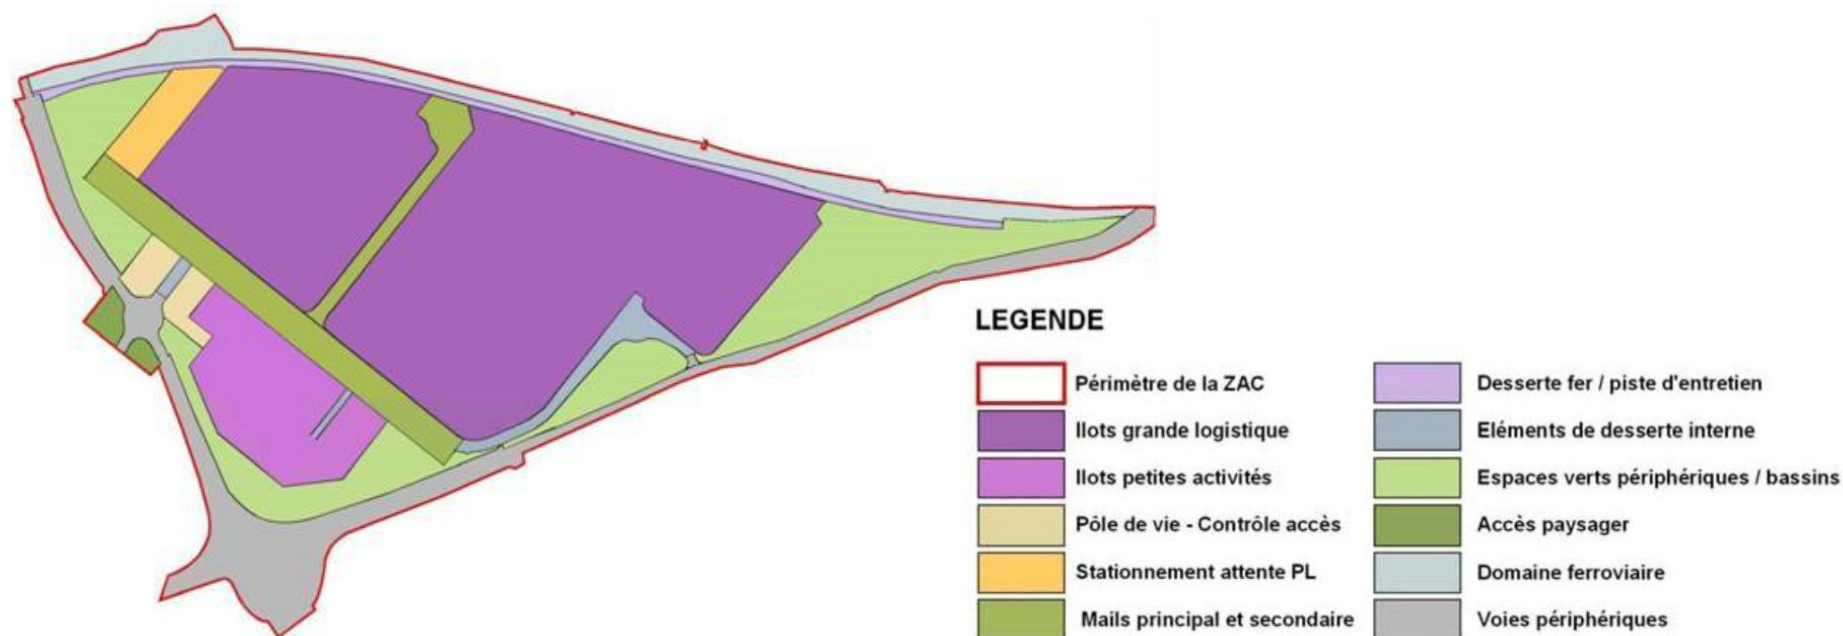 LEGENDE
Périmètre de la ZAC
Ilots grande logistique
Ilots petites activités
Pôle de vie - Contrôle accès
Stationnement attente PL
Mails principal et secondaire
Desserte fer / piste d'entretien
Eléments de desserte interne
Espaces verts périphériques / bassins
Accès paysager
Domaine ferroviaire
Voies périphériques